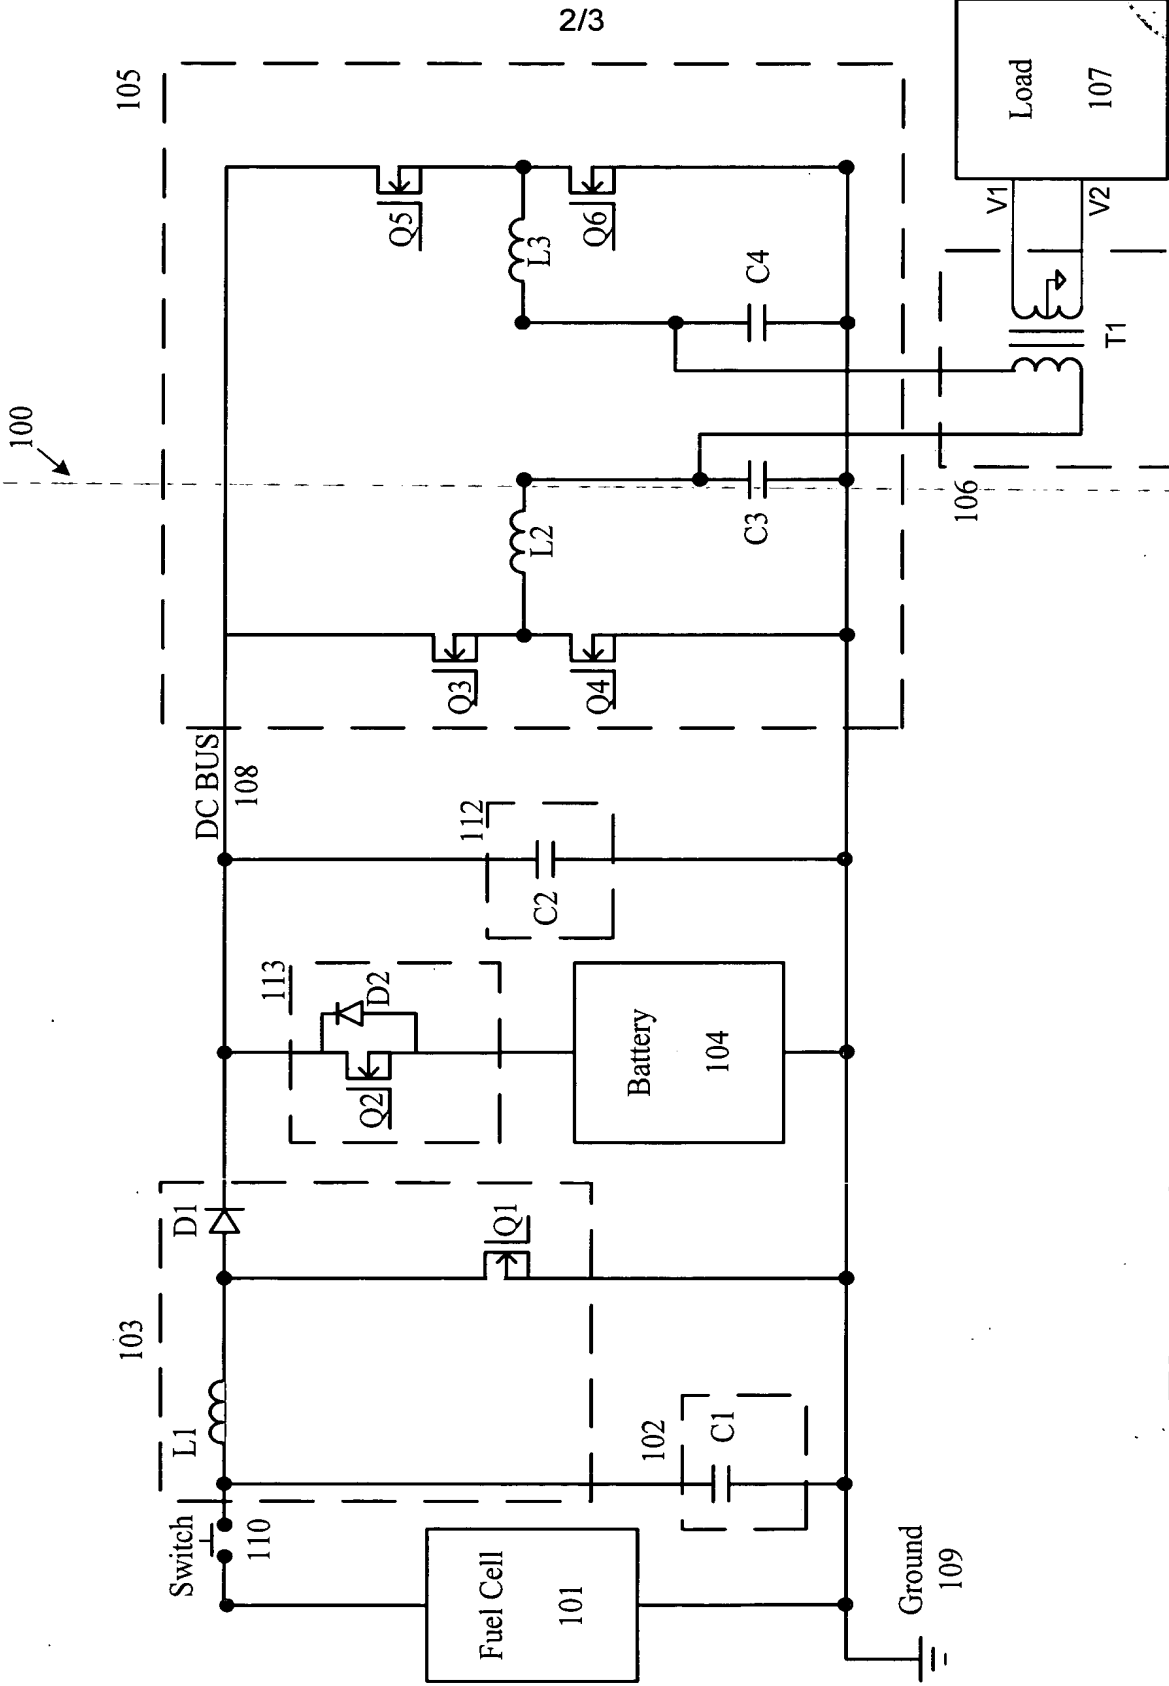 2/3
100
105
DC BUS
108
Q3
Q4
L2
C3
Q5
Q6
L3
C4
106
T1
V1
V2
Load
107
112
C2
113
D2
Q2
Battery
104
103
D1
Q1
L1
102
C1
Switch
110
Fuel Cell
101
Ground
109